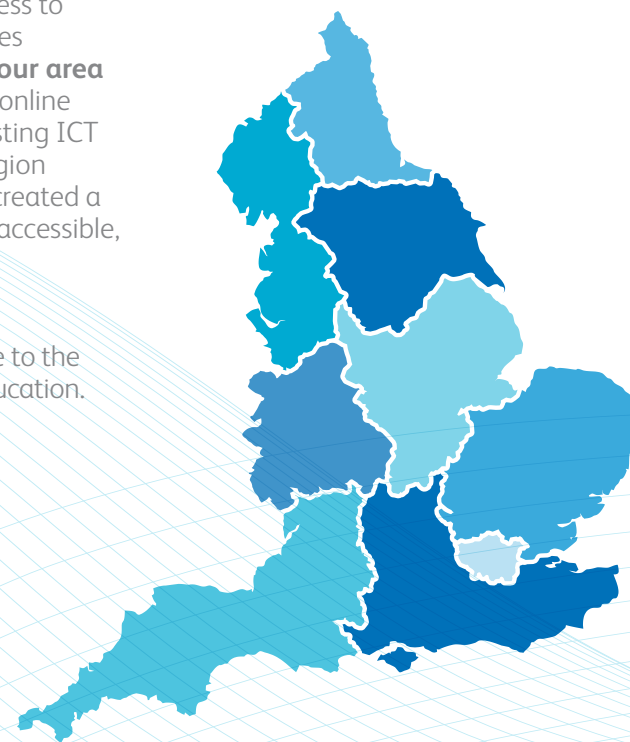 ess to
es
our area
online
sting ICT
gion
created a
accessible,
e to the
ucation.